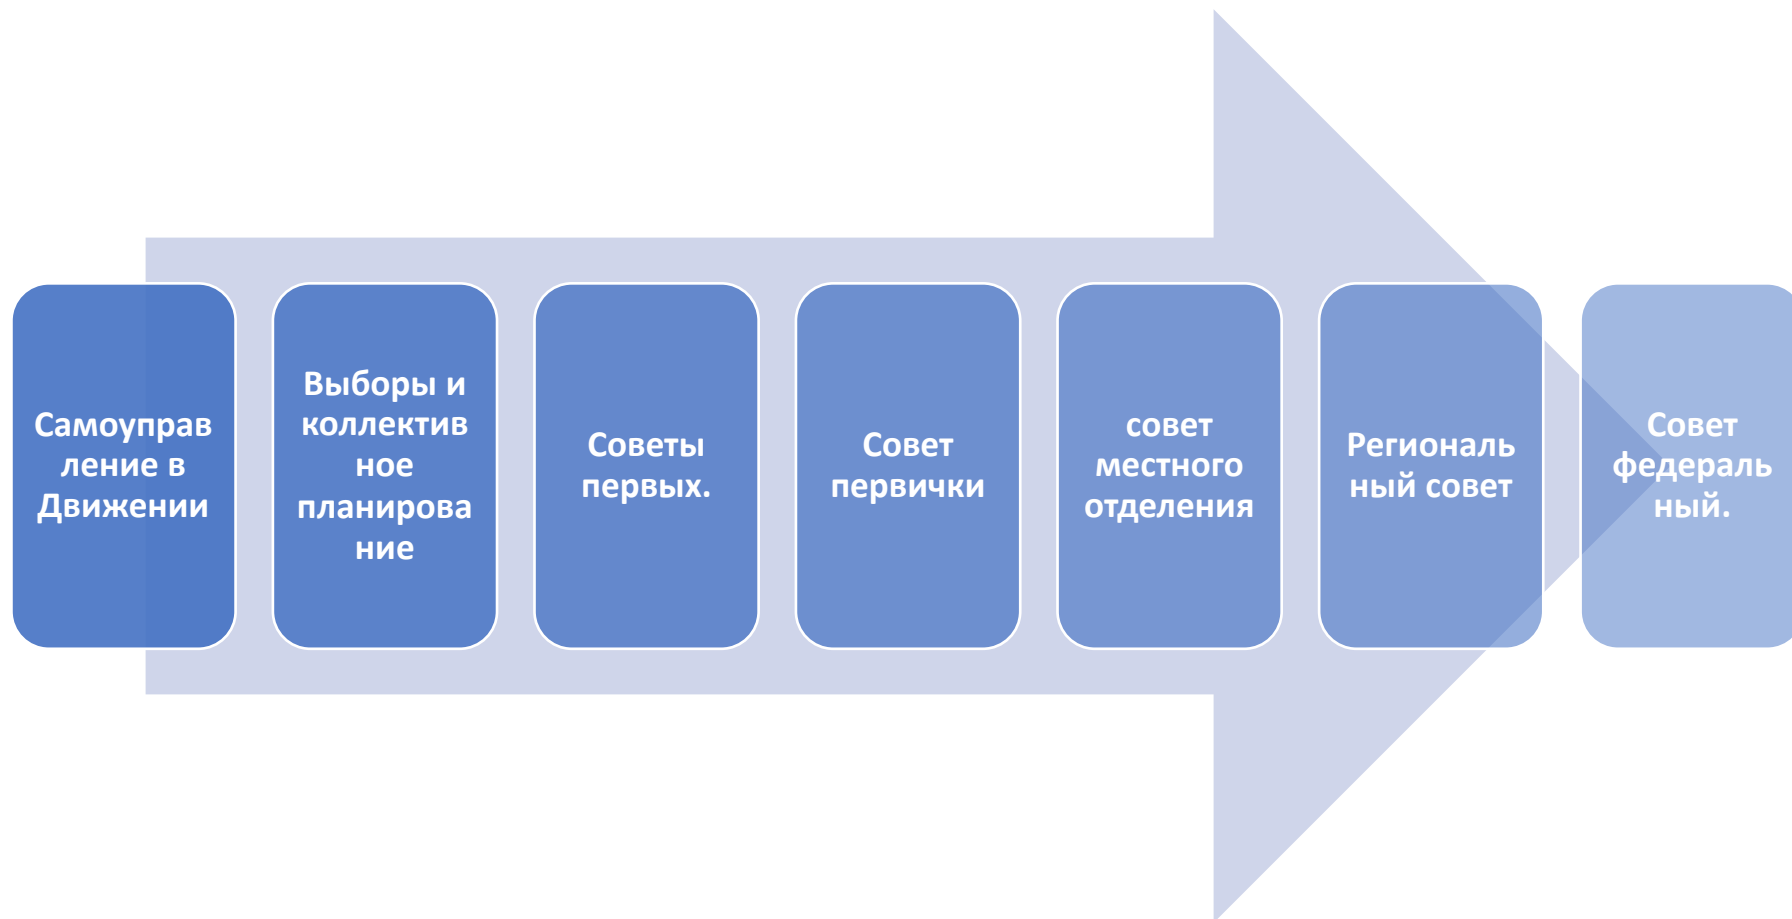 Самоуправ
ление в
Движении
Выборы и
коллектив
ное
планирова
ние
Советы
первых.
Совет
первички
совет
местного
отделения
Региональ
ный совет
Совет
федераль
ный.